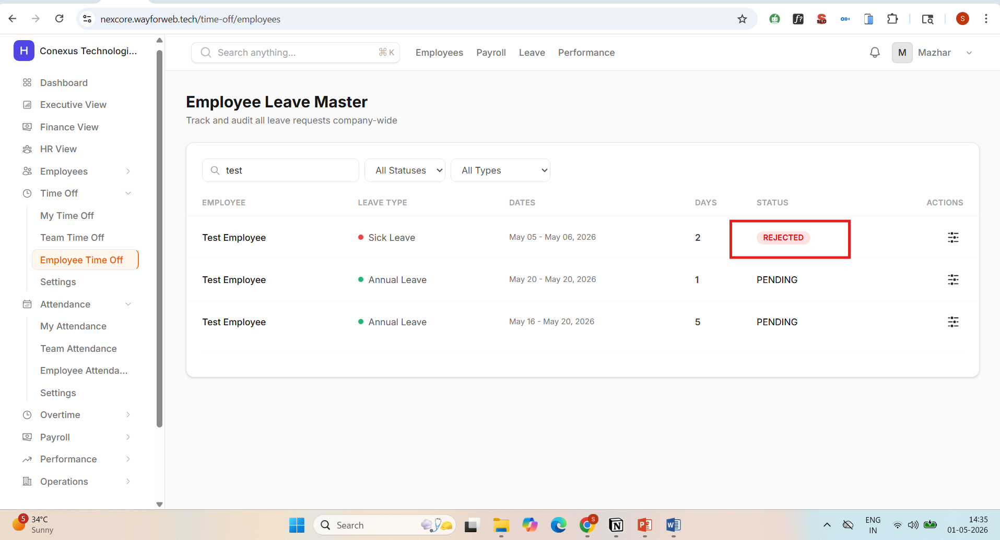 nexcore.wayforweb.tech/time-off/employees
S
H Conexus Technologi...
Search anything... ⌘ K
Employees Payroll Leave Performance
M Mazhar
Dashboard
Executive View
Finance View
HR View
Employees
Time Off
My Time Off
Team Time Off
Employee Time Off
Settings
Attendance
My Attendance
Team Attendance
Employee Attenda...
Settings
Overtime
Payroll
Performance
Operations
Employee Leave Master
Track and audit all leave requests company-wide
test All Statuses All Types
EMPLOYEE LEAVE TYPE DATES DAYS STATUS ACTIONS
Test Employee Sick Leave May 05 - May 06, 2026 2 REJECTED
Test Employee Annual Leave May 20 - May 20, 2026 1 PENDING
Test Employee Annual Leave May 16 - May 20, 2026 5 PENDING
5 34°C
Sunny
Search
S
ENG
IN
14:35
01-05-2026